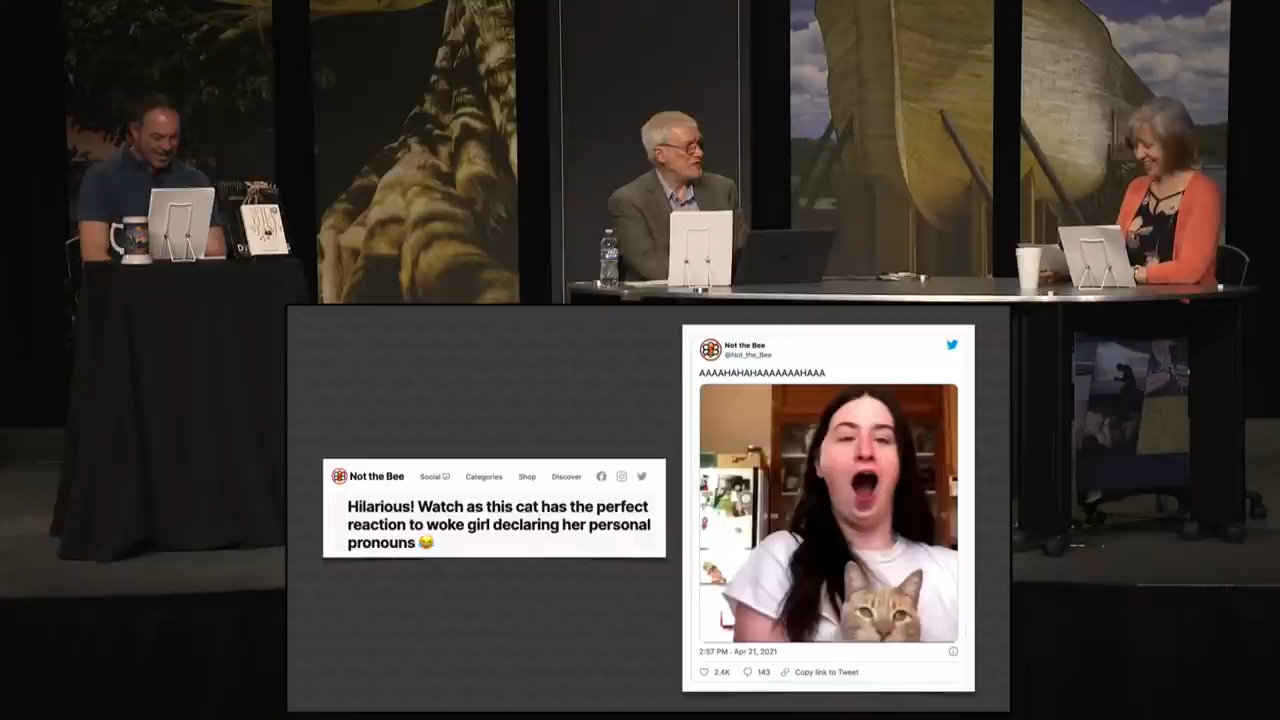 Not the Bee
@Not_the_Bee
AAAAHAHAHAAAAAAAHAAA
Not the Bee Social Categories Shop Discover
Hilarious! Watch as this cat has the perfect
reaction to woke girl declaring her personal
pronouns 😂
2:57 PM · Apr 21, 2021
2.4K 143 Copy link to Tweet